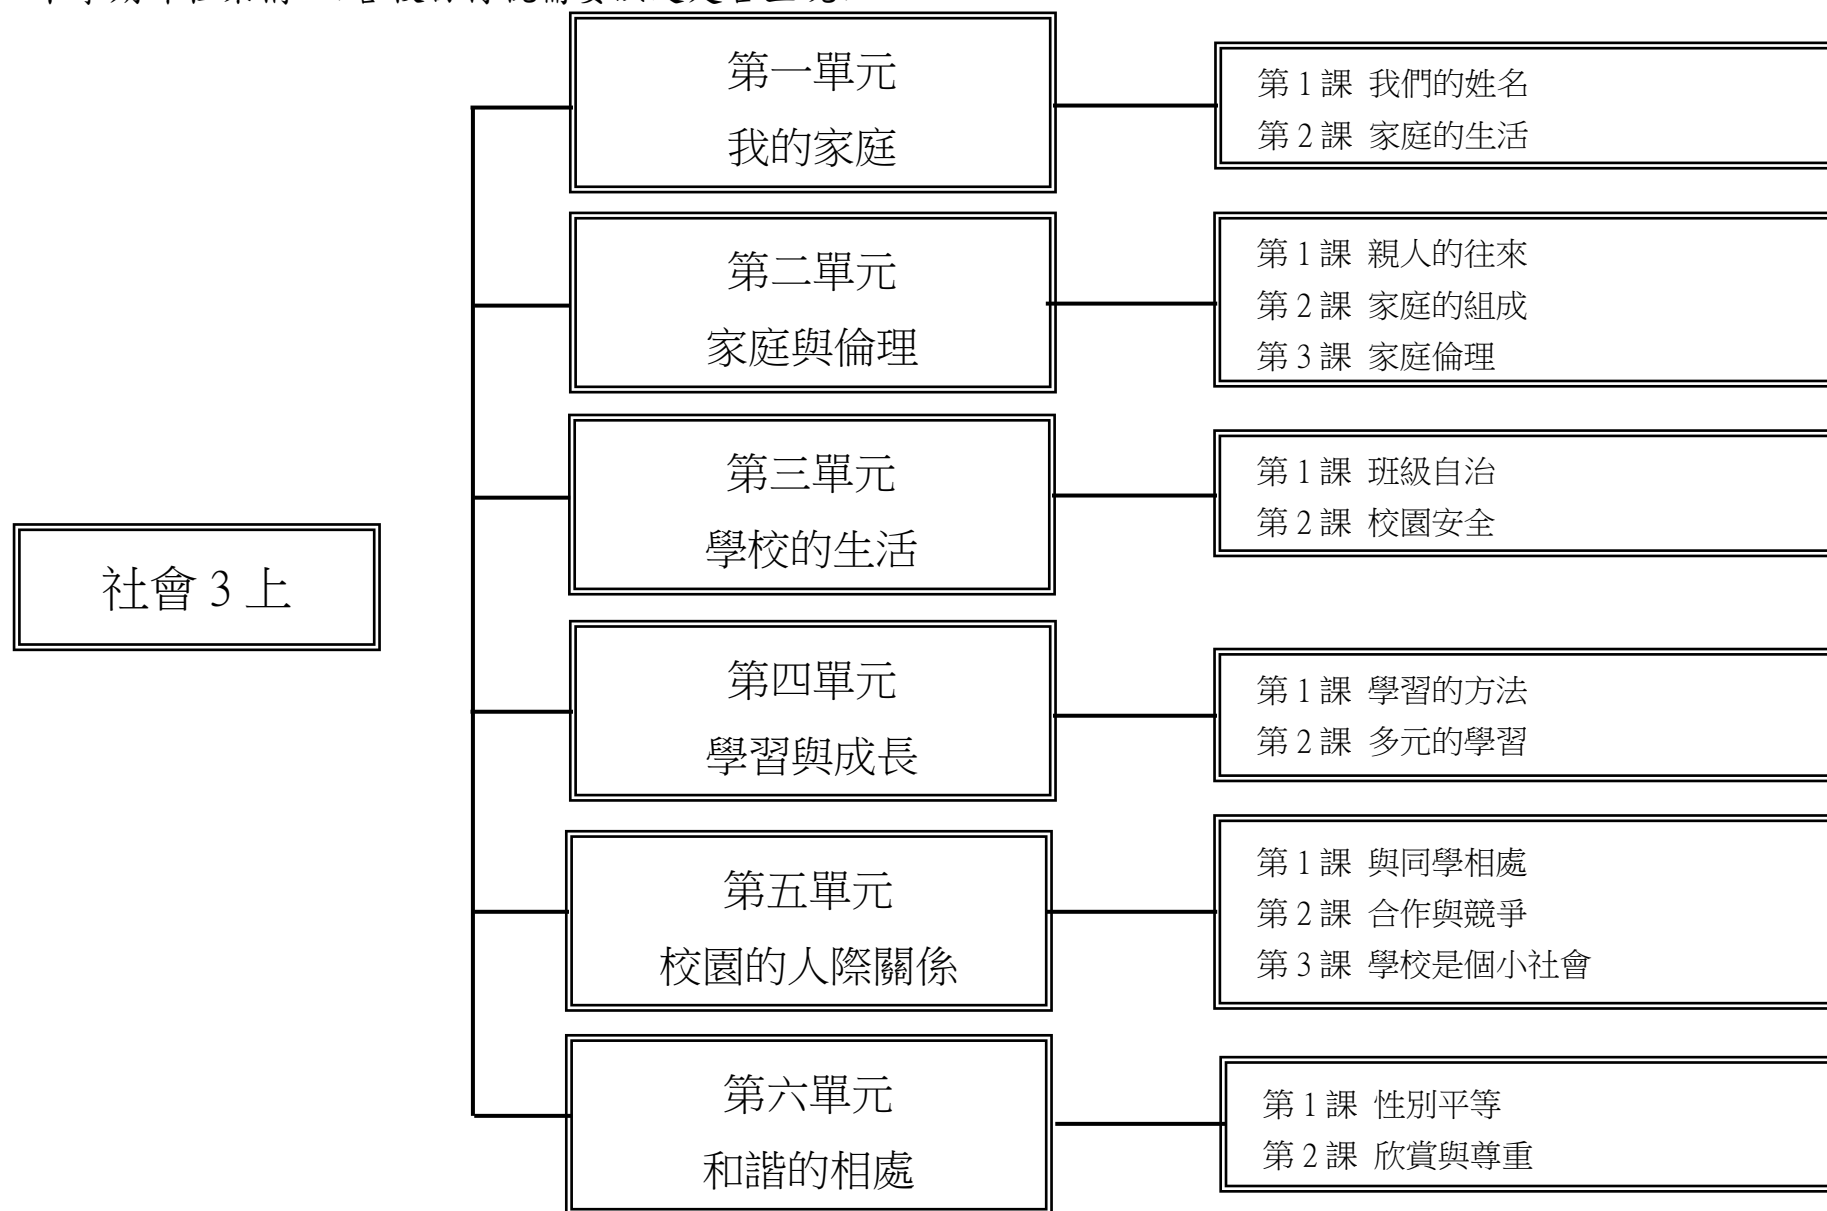 社會 3 上
第一單元
我的家庭
第 1 課 我們的姓名
第 2 課 家庭的生活
第二單元
家庭與倫理
第 1 課 親人的往來
第 2 課 家庭的組成
第 3 課 家庭倫理
第三單元
學校的生活
第 1 課 班級自治
第 2 課 校園安全
第四單元
學習與成長
第 1 課 學習的方法
第 2 課 多元的學習
第五單元
校園的人際關係
第 1 課 與同學相處
第 2 課 合作與競爭
第 3 課 學校是個小社會
第六單元
和諧的相處
第 1 課 性別平等
第 2 課 欣賞與尊重